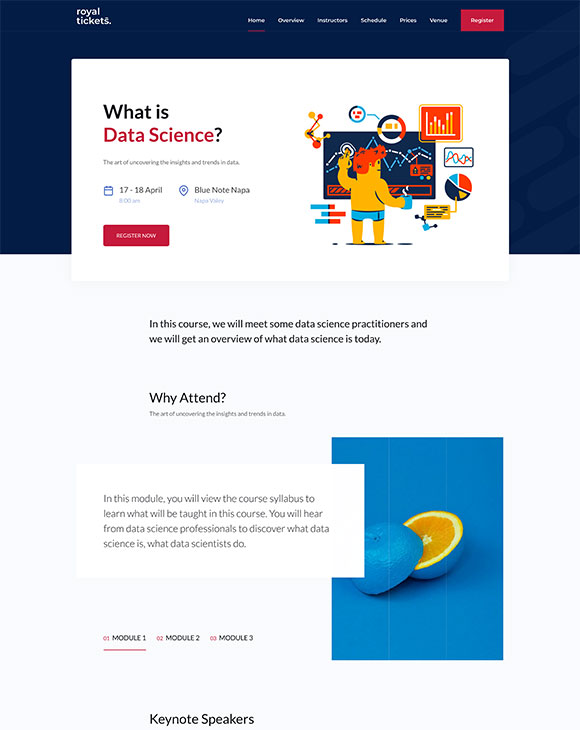 royal
tickets.
Home Overview Instructors Schedule Prices Venue Register
What is
Data Science?
The art of uncovering the insights and trends in data.
17 - 18 April Blue Note Napa
8:00 am Napa Valey
REGISTER NOW
In this course, we will meet some data science practitioners and
we will get an overview of what data science is today.
Why Attend?
The art of uncovering the insights and trends in data.
In this module, you will view the course syllabus to
learn what will be taught in this course. You will hear
from data science professionals to discover what data
science is, what data scientists do.
01 MODULE 1 02 MODULE 2 03 MODULE 3
Keynote Speakers